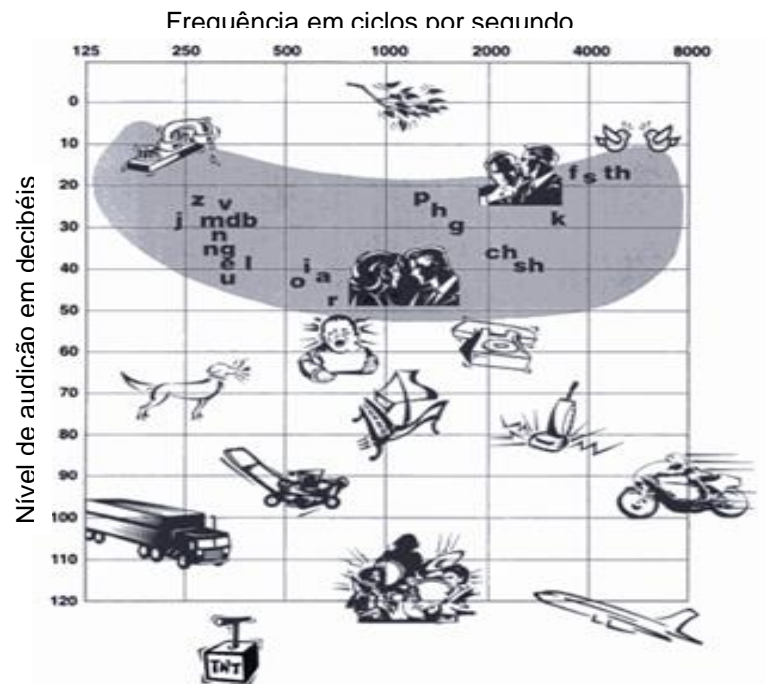 Frequência em ciclos por segundo
125 250 500 1000 2000 4000 8000
Nível de audição em decibéis
0
10
20
30
40
50
60
70
80
90
100
110
120
z v
j mdb
n
ng
e l
u
i
o a
r
p
h
g
ch
sh
k
f s th
TNT